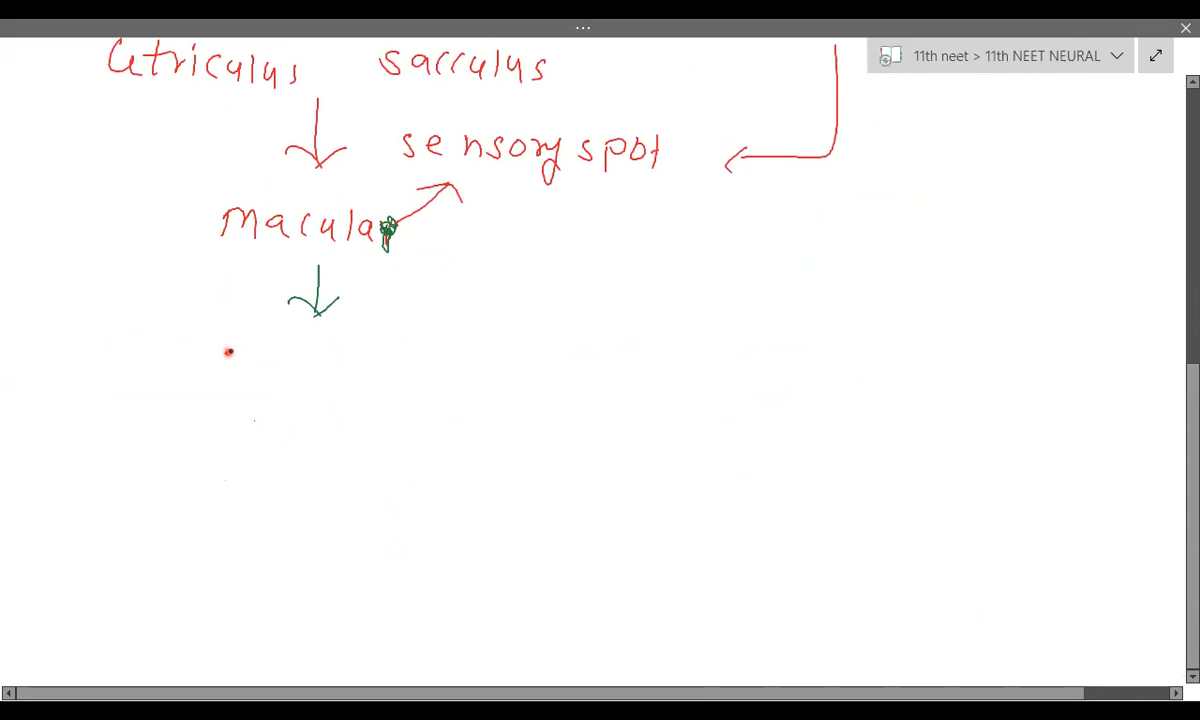 ...
11th neet > 11th NEET NEURAL
Utriculus sacculus
sensory spot
Macula